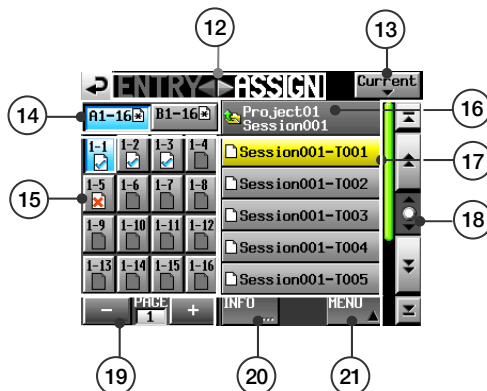 12
13
ENTRY ASSIGN
Current
14
A1-16
B1-16
Project01
Session001
16
1-1
1-2
1-3
1-4
Session001-T001
17
15
1-5
1-6
1-7
1-8
Session001-T002
18
1-9
1-10
1-11
1-12
Session001-T003
Session001-T004
1-13
1-14
1-15
1-16
Session001-T005
PAGE
1
− +
INFO ...
MENU
19
20
21